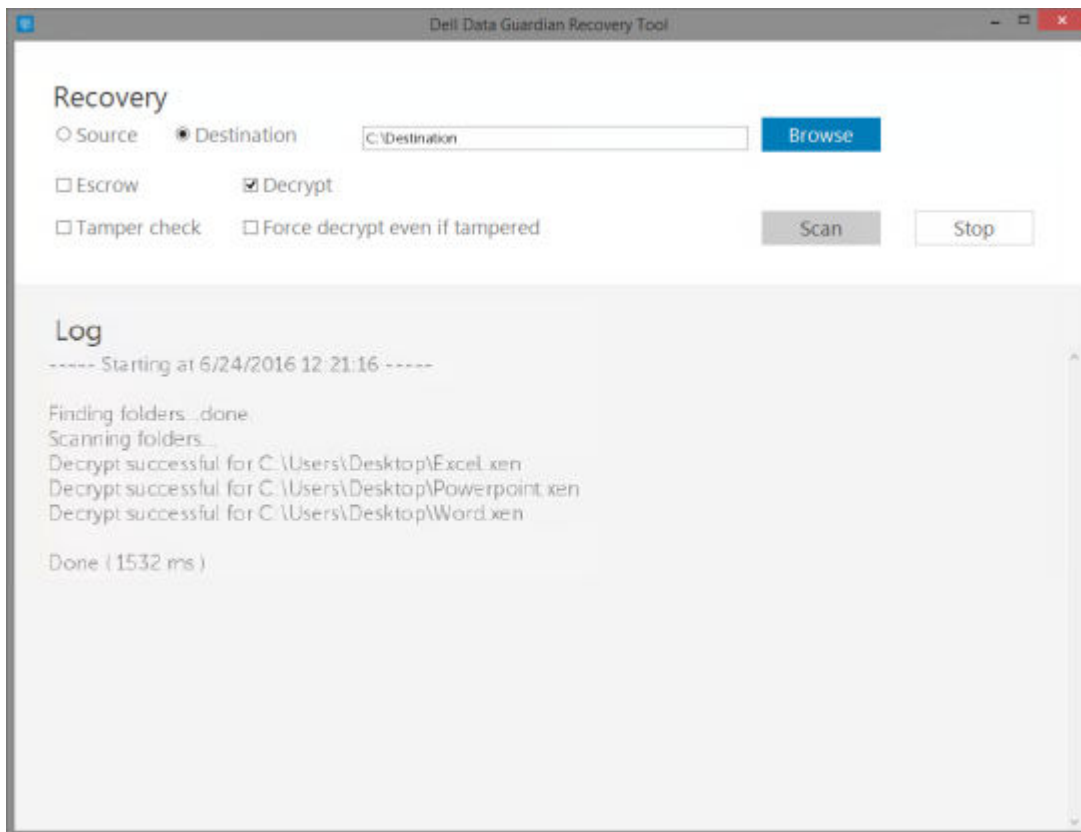 Dell Data Guardian Recovery Tool
Recovery
Source Destination C:\Destination Browse
Escrow Decrypt
Tamper check Force decrypt even if tampered Scan Stop
Log
----- Starting at 6/24/2016 12:21:16 -----
Finding folders...done
Scanning folders...
Decrypt successful for C:\Users\Desktop\Excel.xen
Decrypt successful for C:\Users\Desktop\Powerpoint.xen
Decrypt successful for C:\Users\Desktop\Word.xen
Done ( 1532 ms )